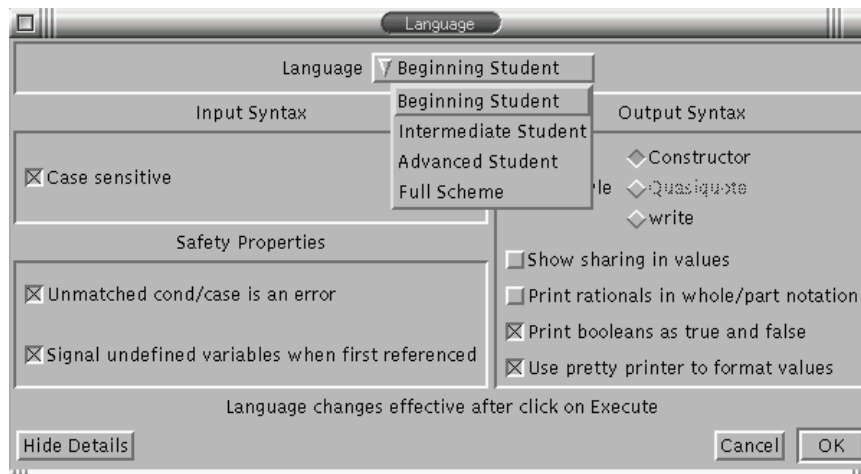 Language
Language Beginning Student
Beginning Student
Intermediate Student
Advanced Student
Full Scheme
Input Syntax
Case sensitive
Safety Properties
Unmatched cond/case is an error
Signal undefined variables when first referenced
Output Syntax
Constructor
Quasiquote
write
Show sharing in values
Print rationals in whole/part notation
Print booleans as true and false
Use pretty printer to format values
Language changes effective after click on Execute
Hide Details
Cancel
OK